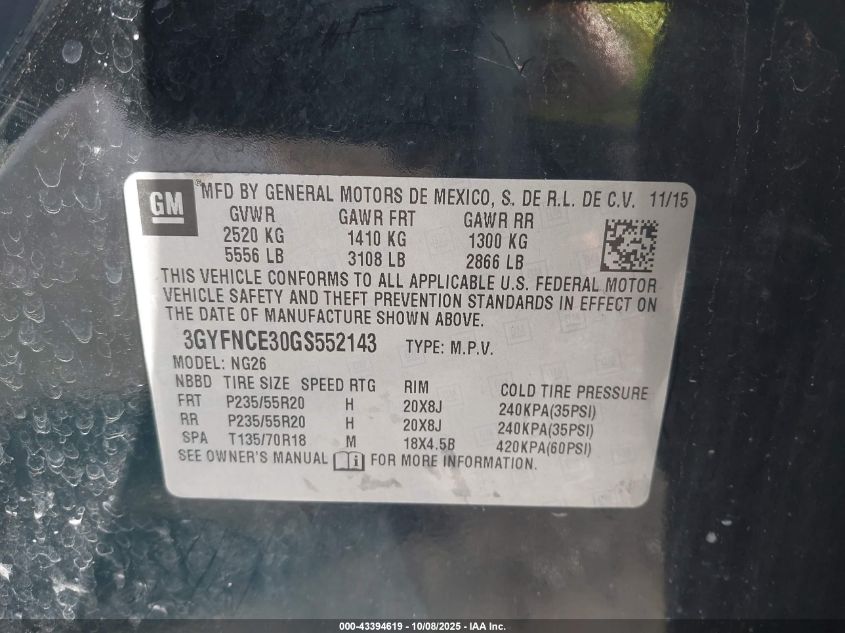 GM ® MFD BY GENERAL MOTORS DE MEXICO, S. DE R.L. DE C.V. 11/15
GVWR GAWR FRT GAWR RR
2520 KG 1410 KG 1300 KG
5556 LB 3108 LB 2866 LB
THIS VEHICLE CONFORMS TO ALL APPLICABLE U.S. FEDERAL MOTOR
VEHICLE SAFETY AND THEFT PREVENTION STANDARDS IN EFFECT ON
THE DATE OF MANUFACTURE SHOWN ABOVE.
3GYFNCE30GS552143 TYPE: M.P.V.
MODEL: NG26
NBBD TIRE SIZE SPEED RTG RIM COLD TIRE PRESSURE
FRT P235/55R20 H 20X8J 240KPA(35PSI)
RR P235/55R20 H 20X8J 240KPA(35PSI)
SPA T135/70R18 M 18X4.5B 420KPA(60PSI)
SEE OWNER'S MANUAL FOR MORE INFORMATION.
000-43394619 - 10/08/2025 - IAA Inc.